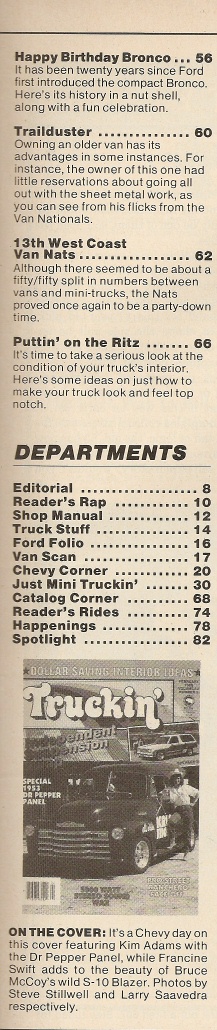 Happy Birthday Bronco ... 56
It has been twenty years since Ford
first introduced the compact Bronco.
Here's its history in a nut shell,
along with a fun celebration.
Trailduster .............. 60
Owning an older van has its
advantages in some instances. For
instance, the owner of this one had
little reservations about going all
out with the sheet metal work, as
you can see from his flicks from the
Van Nationals.
13th West Coast
Van Nats ................. 62
Although there seemed to be about a
fifty/fifty split in numbers between
vans and mini-trucks, the Nats
proved once again to be a party-down
time.
Puttin' on the Ritz ....... 66
It's time to take a serious look at the
condition of your truck's interior.
Here's some ideas on just how to
make your truck look and feel top
notch.
DEPARTMENTS
Editorial .................. 8
Reader's Rap ........... 10
Shop Manual ............ 12
Truck Stuff .............. 14
Ford Folio ............... 16
Van Scan ................ 17
Chevy Corner .......... 20
Just Mini Truckin' ...... 30
Catalog Corner ........ 68
Reader's Rides ......... 74
Happenings ............. 78
Spotlight ................ 82
DOLLAR SAVING INTERIOR IDEAS
Truckin'
SPECIAL
1953
DR PEPPER
PANEL
WAX
ON THE COVER: It's a Chevy day on
this cover featuring Kim Adams with
the Dr Pepper Panel, while Francine
Swift adds to the beauty of Bruce
McCoy's wild S-10 Blazer. Photos by
Steve Stillwell and Larry Saavedra
respectively.